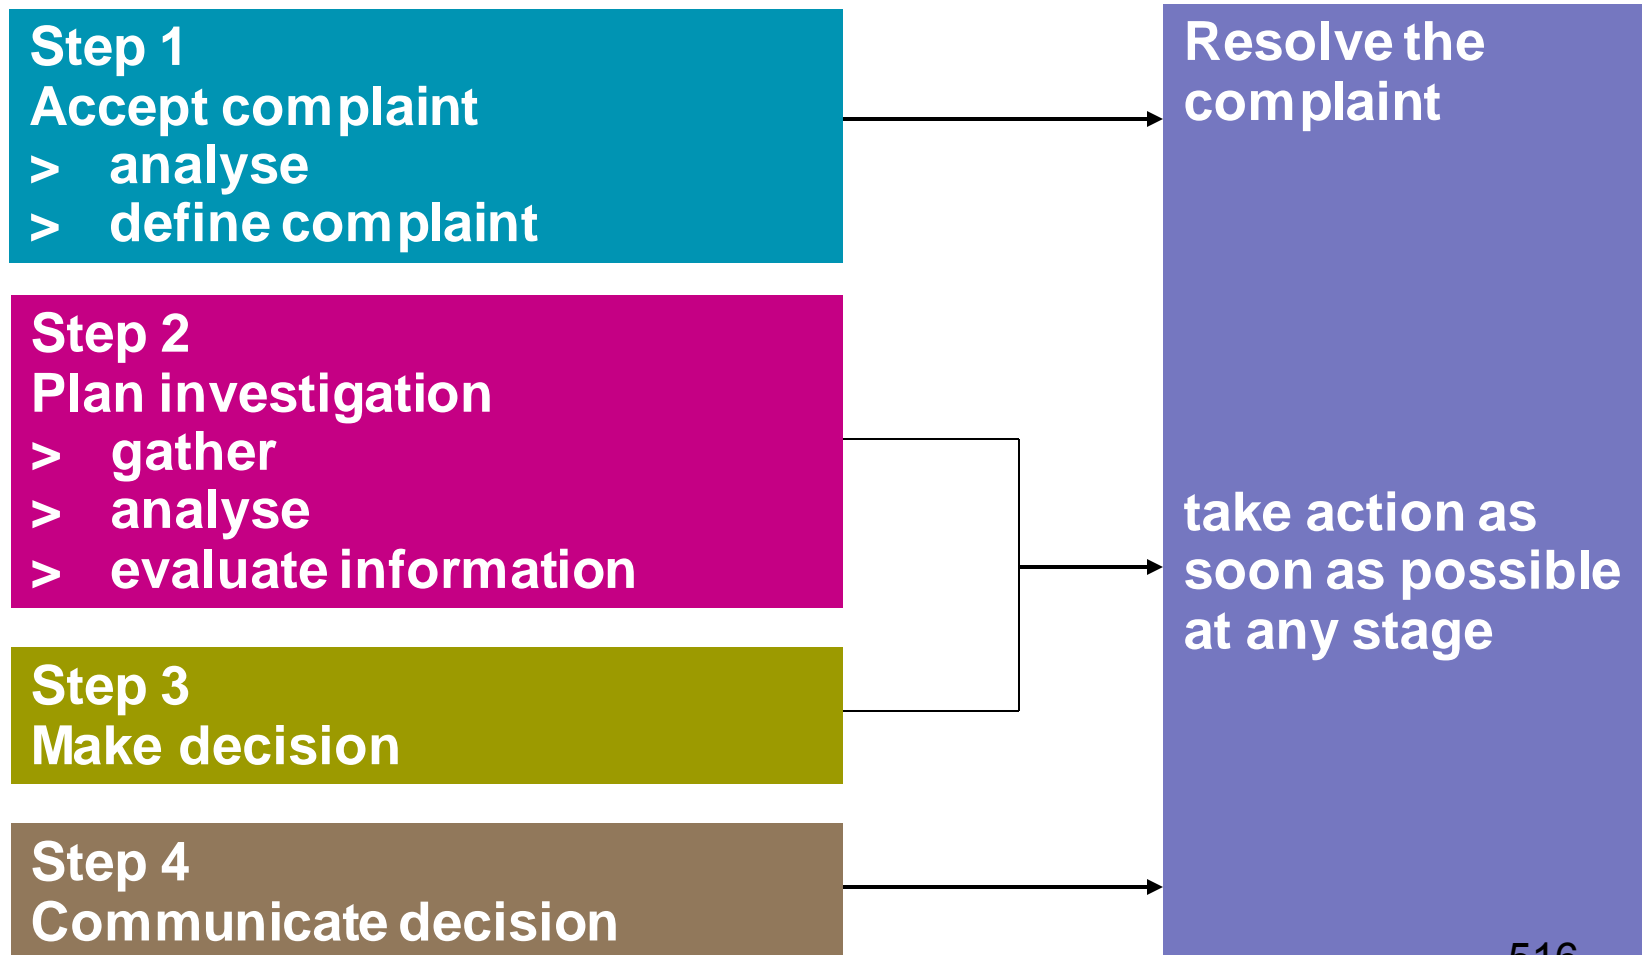 Step 1
Accept complaint
> analyse
> define complaint
Step 2
Plan investigation
> gather
> analyse
> evaluate information
Step 3
Make decision
Step 4
Communicate decision
Resolve the
complaint
take action as
soon as possible
at any stage
516